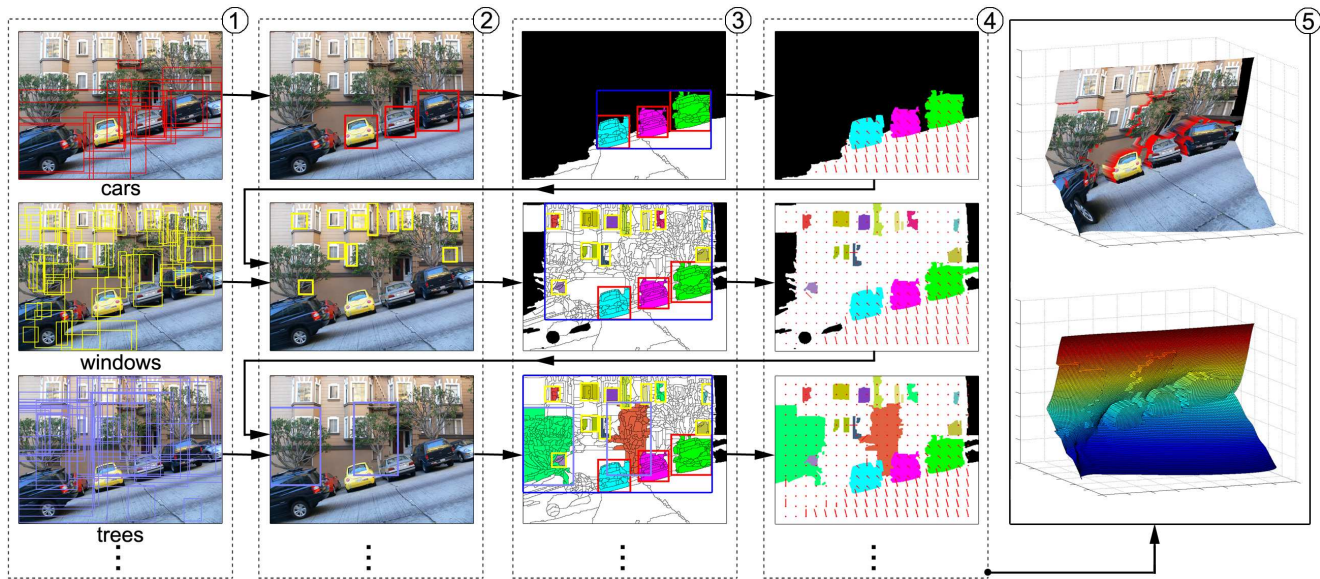 ① ② ③ ④ ⑤
cars
windows
trees